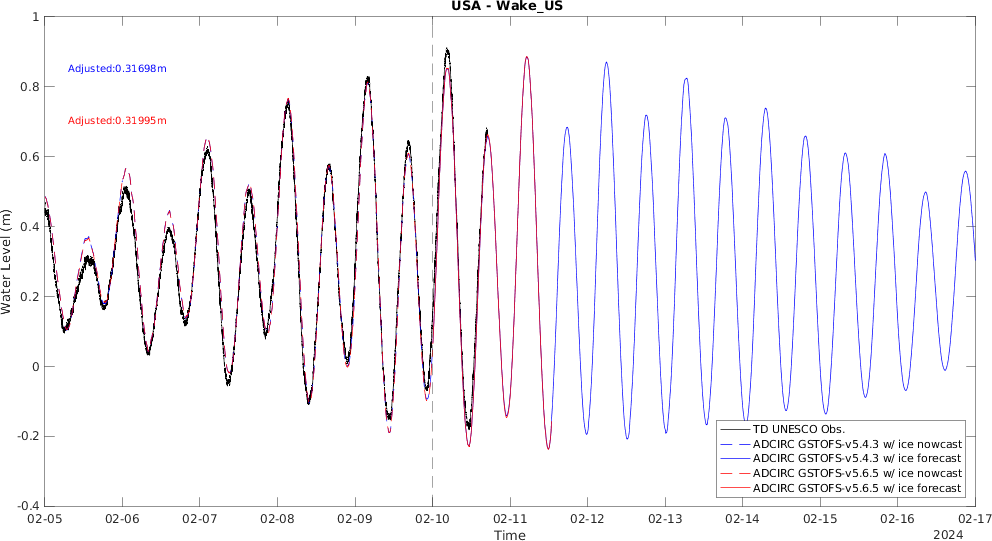 USA - Wake_US
Adjusted:0.31698m
Adjusted:0.31995m
Water Level (m)
1
0.8
0.6
0.4
0.2
0
-0.2
-0.4
TD UNESCO Obs.
ADCIRC GSTOFS-v5.4.3 w/ ice nowcast
ADCIRC GSTOFS-v5.4.3 w/ ice forecast
ADCIRC GSTOFS-v5.6.5 w/ ice nowcast
ADCIRC GSTOFS-v5.6.5 w/ ice forecast
02-05 02-06 02-07 02-08 02-09 02-10 02-11 02-12 02-13 02-14 02-15 02-16 02-17
Time
2024